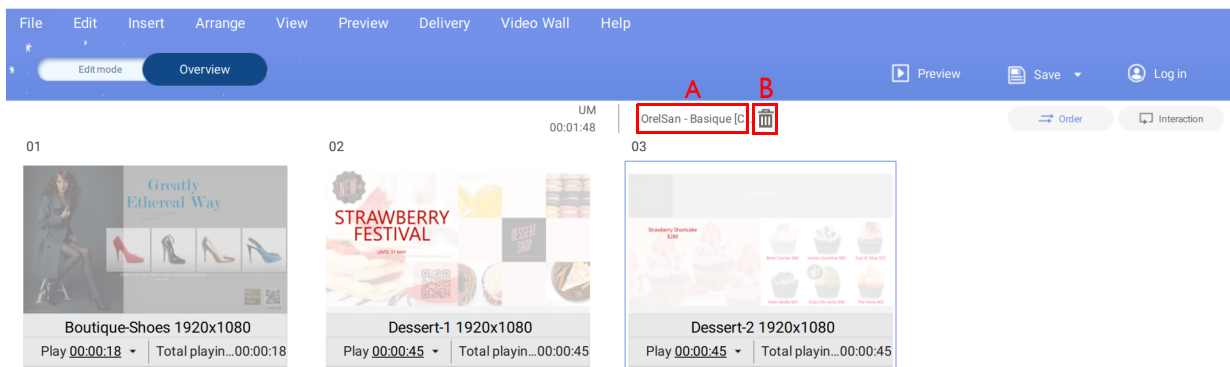 File Edit Insert Arrange View Preview Delivery Video Wall Help
Edit mode Overview Preview Save Log in
A B
UM
00:01:48
OrelSan - Basique [C... Order Interaction
01 02 03
Greatly
Ethereal Way
NEW
STRAWBERRY
FESTIVAL
UNTIL 31 MAY
DESSERT
SHOP
Strawberry Shortcake
$280
Boutique-Shoes 1920x1080 Dessert-1 1920x1080 Dessert-2 1920x1080
Play 00:00:18 Total playin...00:00:18 Play 00:00:45 Total playin...00:00:45 Play 00:00:45 Total playin...00:00:45